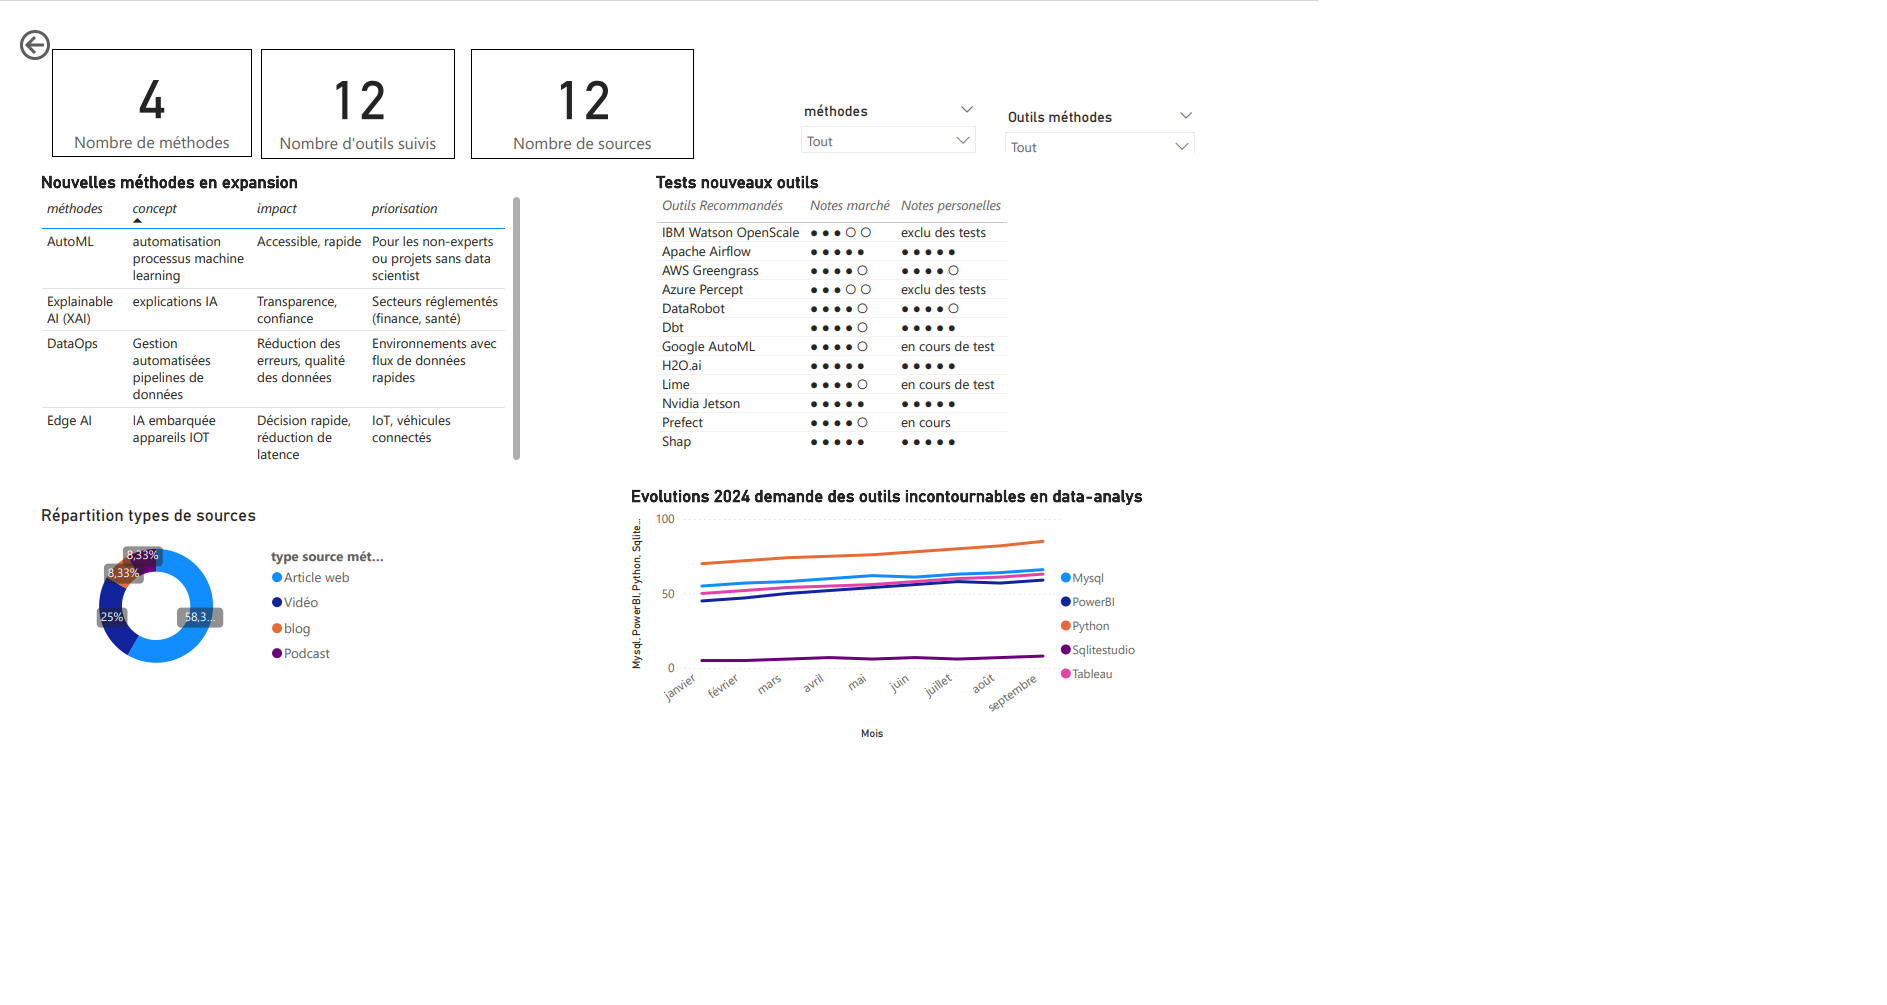 4
Nombre de méthodes
12
Nombre d'outils suivis
12
Nombre de sources
méthodes
Tout
Outils méthodes
Tout
Nouvelles méthodes en expansion
méthodes concept impact priorisation
AutoML automatisation Accessible, rapide Pour les non-experts
processus machine ou projets sans data
learning scientist
Explainable explications IA Transparence, Secteurs réglementés
AI (XAI) confiance (finance, santé)
DataOps Gestion Réduction des Environnements avec
automatisées erreurs, qualité flux de données
pipelines de des données rapides
données
Edge AI IA embarquée Décision rapide, IoT, véhicules
appareils IOT réduction de connectés
latence
Tests nouveaux outils
Outils Recommandés Notes marché Notes personelles
IBM Watson OpenScale ●●●○○ exclu des tests
Apache Airflow ●●●●● ●●●●●
AWS Greengrass ●●●●○ ●●●●○
Azure Percept ●●●○○ exclu des tests
DataRobot ●●●●○ ●●●●○
Dbt ●●●●○ ●●●●●
Google AutoML ●●●●○ en cours de test
H2O.ai ●●●●● ●●●●●
Lime ●●●●○ en cours de test
Nvidia Jetson ●●●●● ●●●●●
Prefect ●●●●○ en cours
Shap ●●●●● ●●●●●
Répartition types de sources
8,33%
8,33%
25%
58,3...
type source mét...
Article web
Vidéo
blog
Podcast
Evolutions 2024 demande des outils incontournables en data-analys
Mysql, PowerBI, Python, Sqlite...
100
50
0
janvier
février
mars
avril
mai
juin
juillet
août
septembre
Mois
Mysql
PowerBI
Python
Sqlitestudio
Tableau